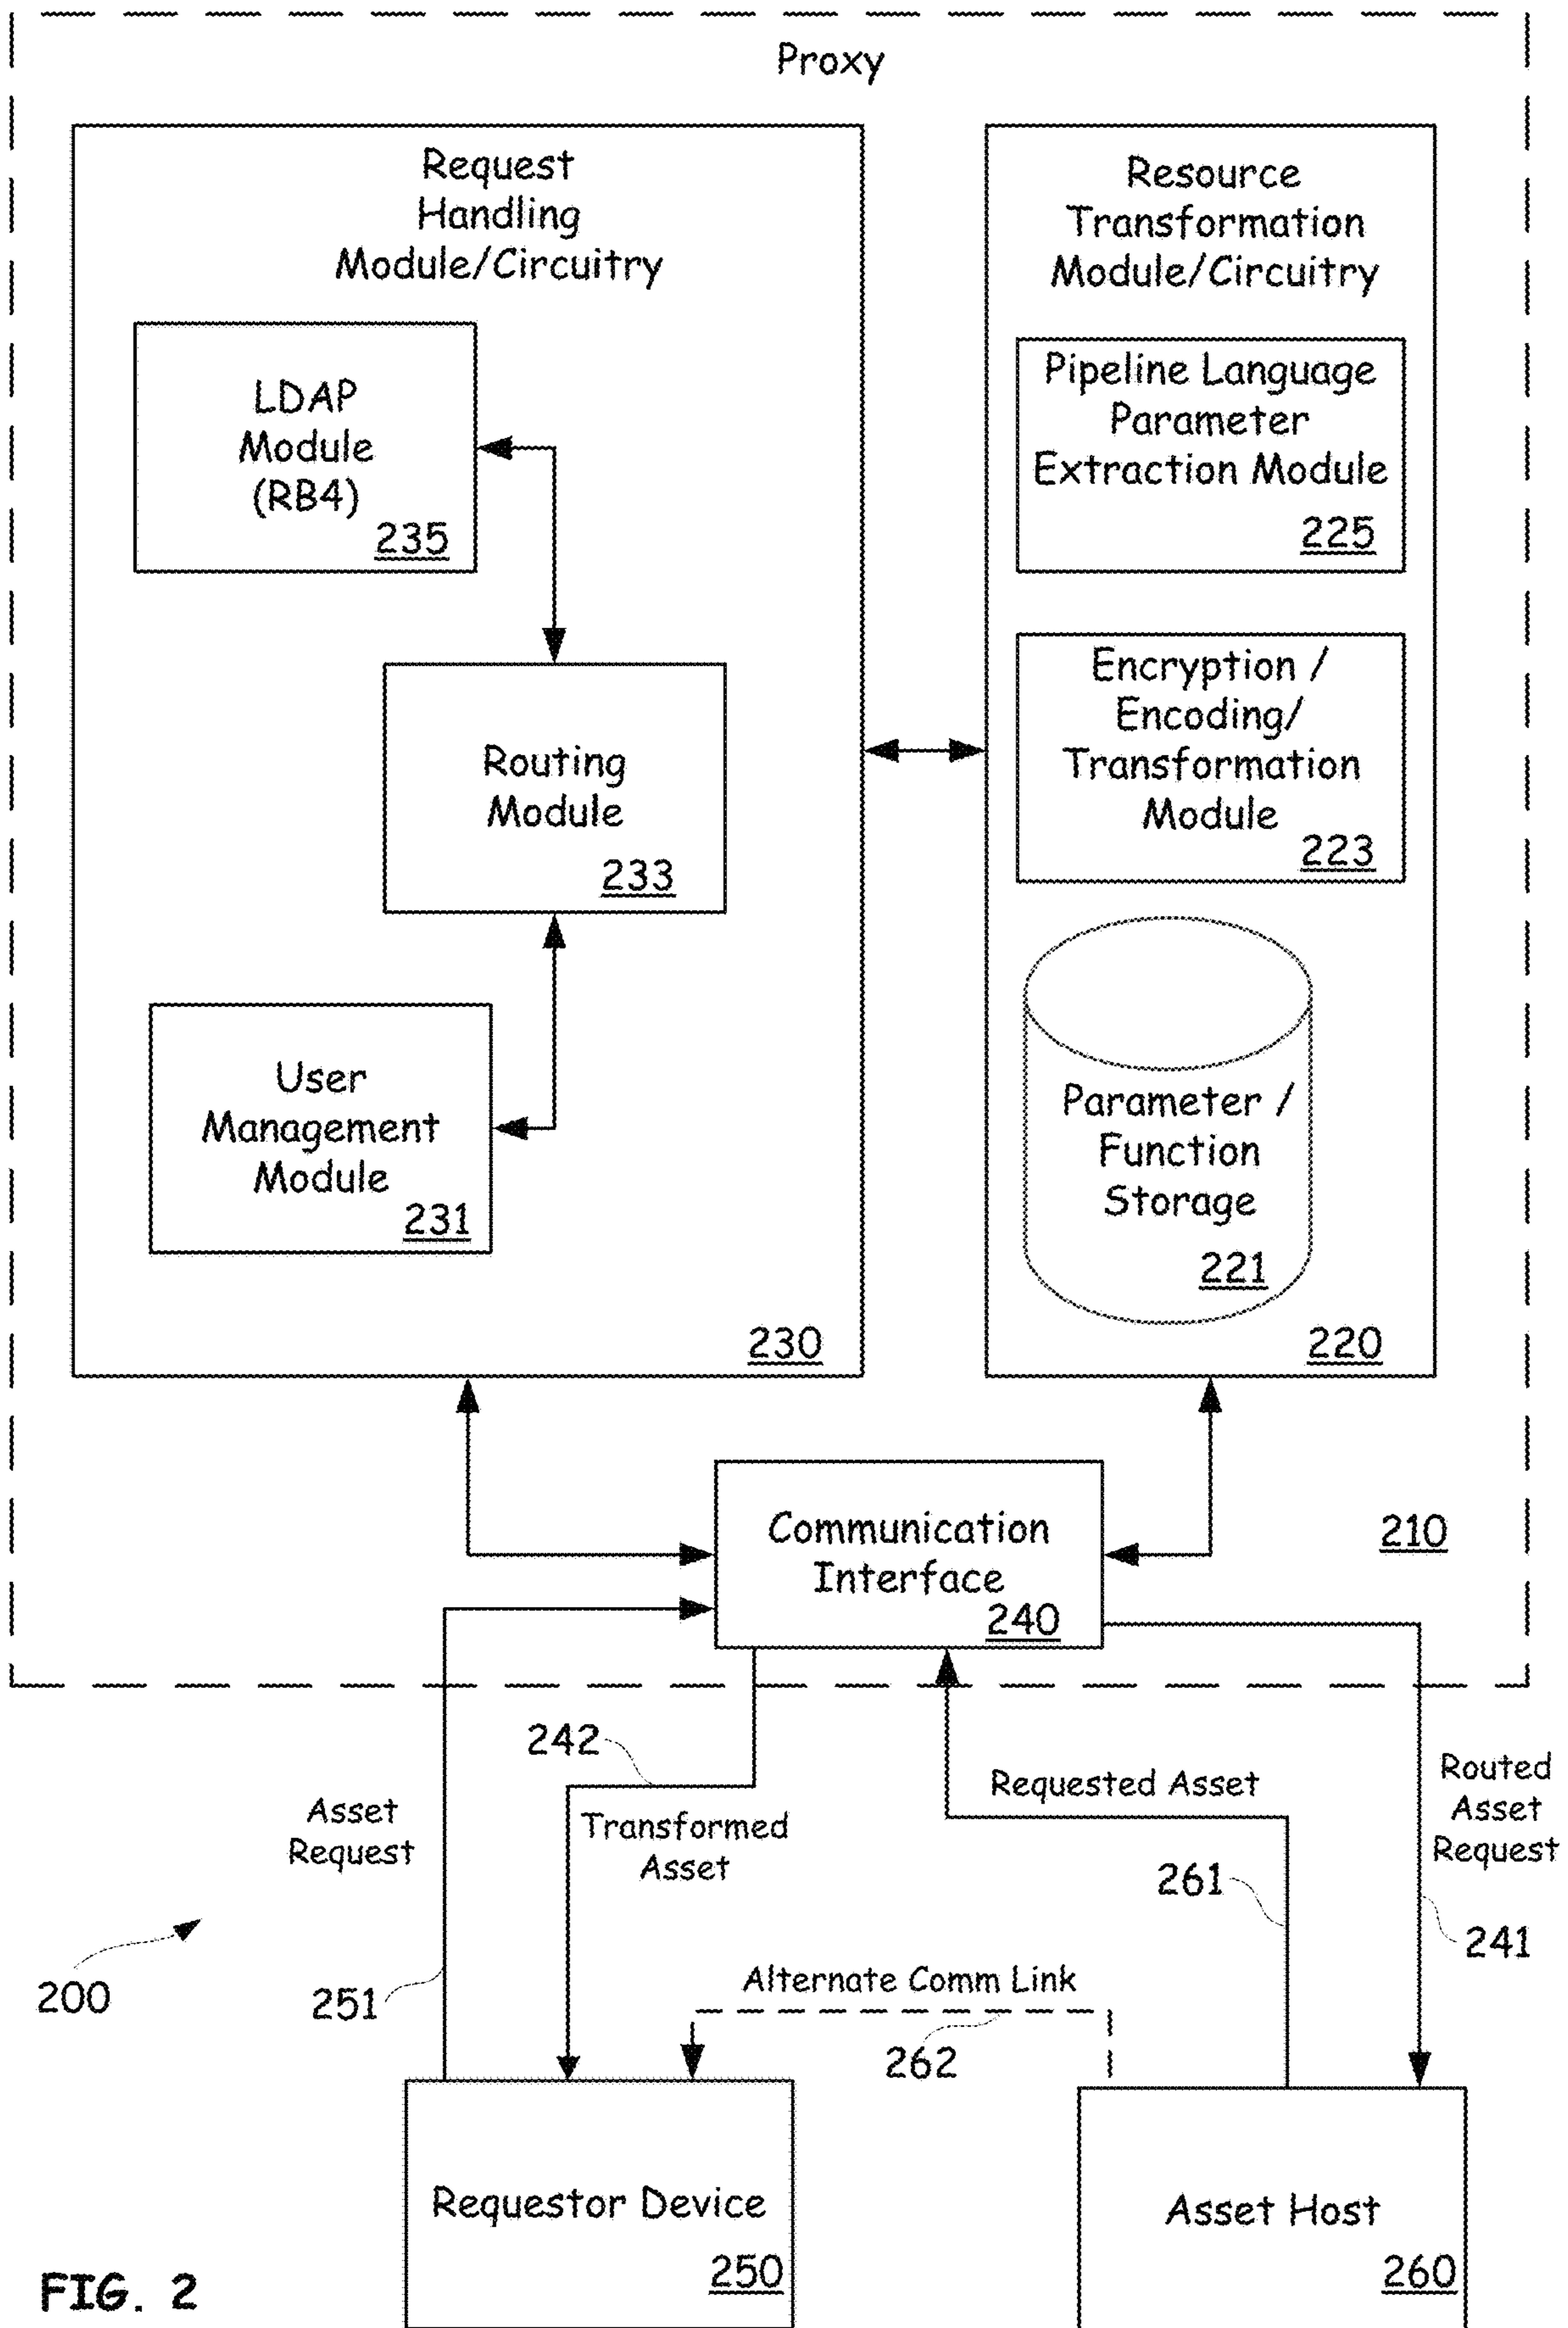 Proxy
Request
Handling
Module/Circuitry
LDAP
Module
(RB4)
235
Routing
Module
233
User
Management
Module
231
230
Resource
Transformation
Module/Circuitry
Pipeline Language
Parameter
Extraction Module
225
Encryption /
Encoding/
Transformation
Module
223
Parameter /
Function
Storage
221
220
Communication
Interface
240
210
242
Asset
Request
Transformed
Asset
Requested Asset
Routed
Asset
Request
261
241
200
251
Alternate Comm Link
262
Requestor Device
250
Asset Host
260
FIG. 2